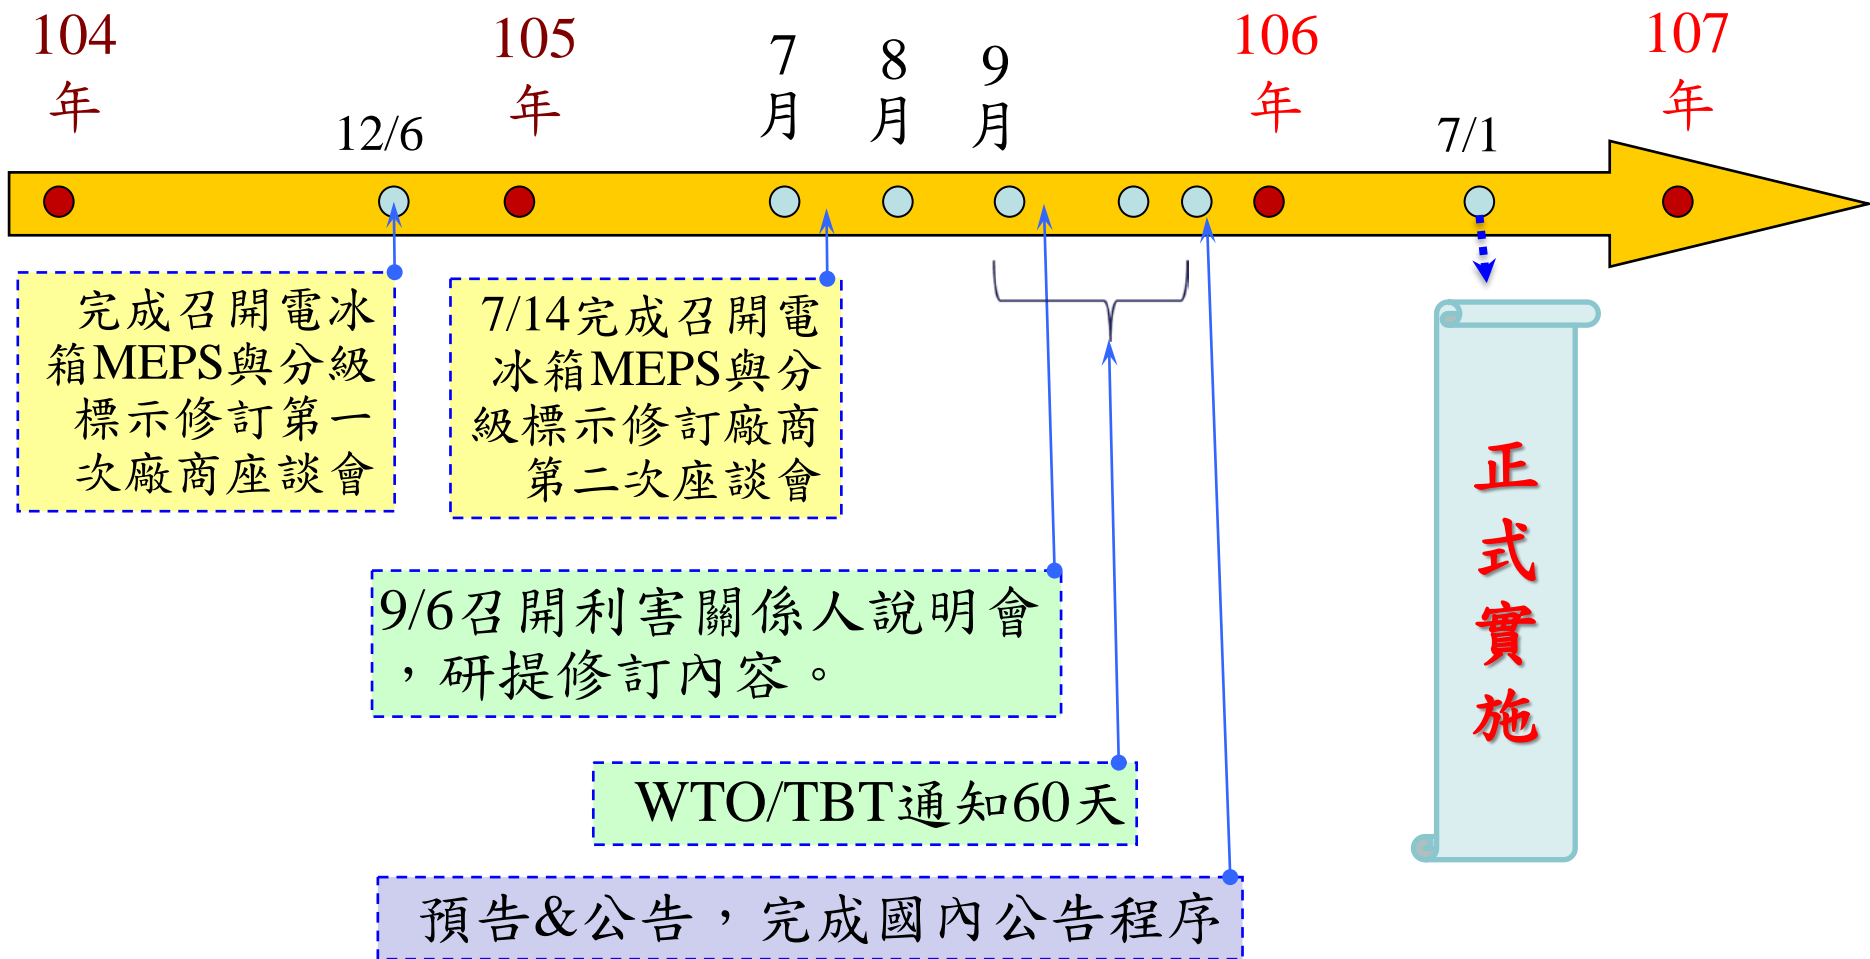 104
年
12/6
105
年
7
月
8
月
9
月
106
年
7/1
107
年
完成召開電冰
箱MEPS與分級
標示修訂第一
次廠商座談會
7/14完成召開電
冰箱MEPS與分
級標示修訂廠商
第二次座談會
9/6召開利害關係人說明會
，研提修訂內容。
WTO/TBT通知60天
預告&公告，完成國內公告程序
正
式
實
施